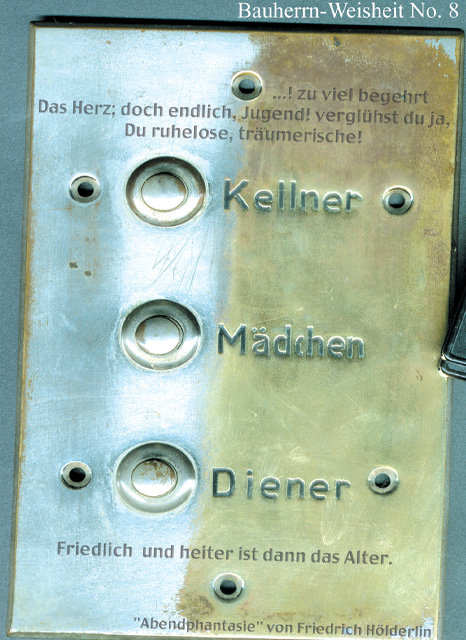 Bauherrn-Weisheit No. 8
...! zu viel begehrt
Das Herz; doch endlich, Jugend! verglühst du ja,
Du ruhelose, träumerische!
Kellner
Mädchen
Diener
Friedlich und heiter ist dann das Alter.
"Abendphantasie" von Friedrich Hölderlin